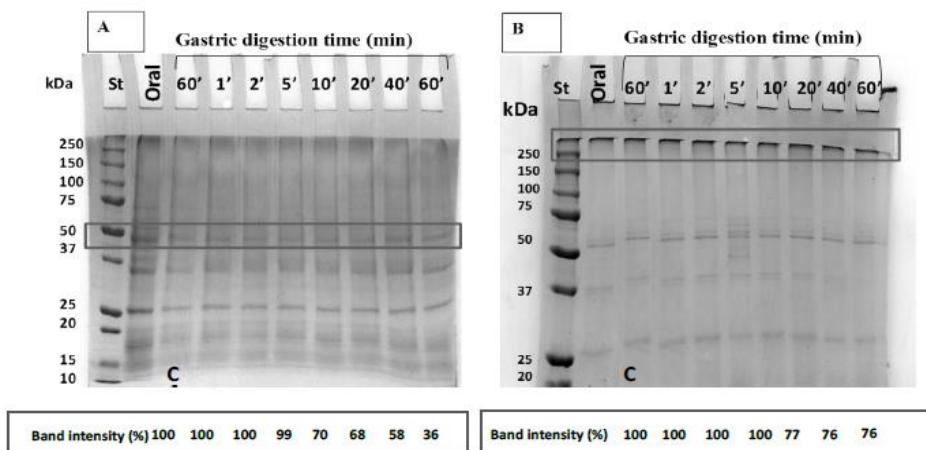 A
Gastric digestion time (min)
kDa St Oral 60’ 1’ 2’ 5’ 10’ 20’ 40’ 60’
250
150
100
75
50
37
25
20
15
10
C
Band intensity (%) 100 100 100 99 70 68 58 36
B
Gastric digestion time (min)
kDa St Oral 60’ 1’ 2’ 5’ 10’ 20’ 40’ 60’
250
150
100
75
50
37
25
20
C
Band intensity (%) 100 100 100 100 77 76 76